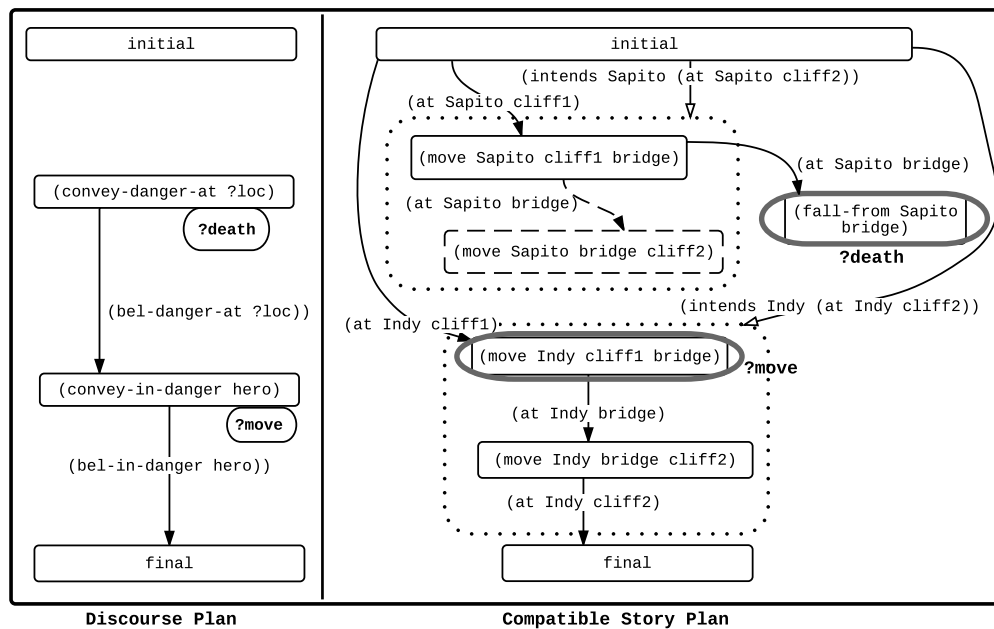 initial
(convey-danger-at ?loc)
?death
(bel-danger-at ?loc))
(convey-in-danger hero)
?move
(bel-in-danger hero))
final
Discourse Plan
initial
(intends Sapito (at Sapito cliff2))
(at Sapito cliff1)
(move Sapito cliff1 bridge)
(at Sapito bridge)
(at Sapito bridge)
(fall-from Sapito
bridge)
?death
(move Sapito bridge cliff2)
(intends Indy (at Indy cliff2))
(at Indy cliff1)
(move Indy cliff1 bridge)
?move
(at Indy bridge)
(move Indy bridge cliff2)
(at Indy cliff2)
final
Compatible Story Plan